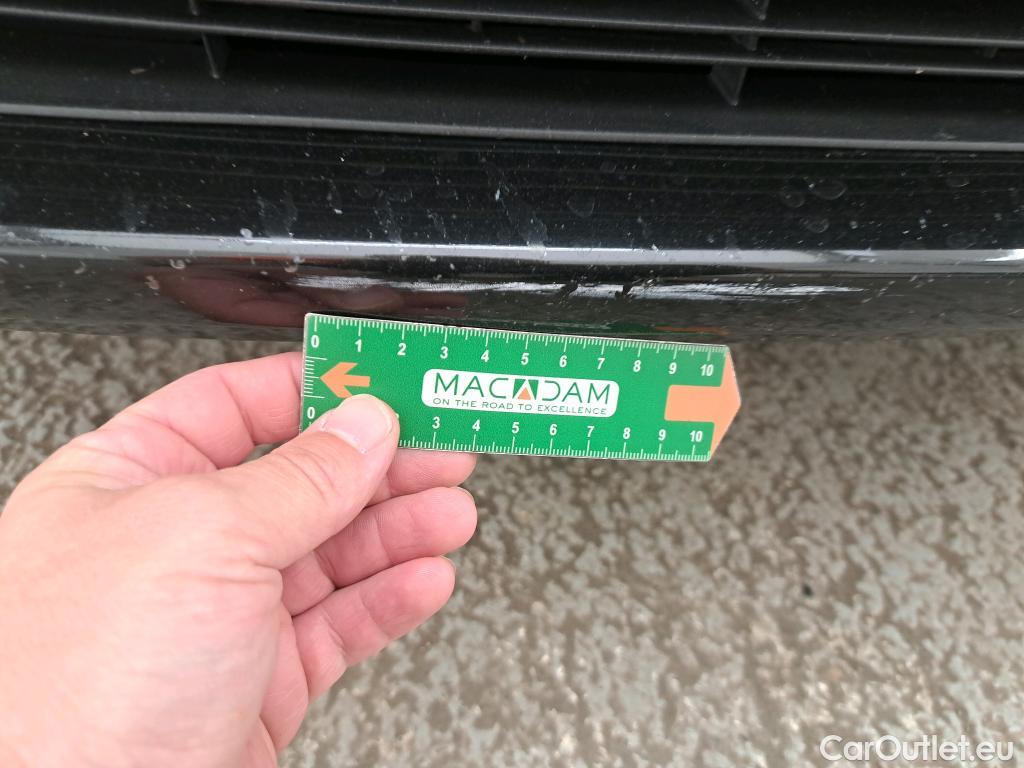 0 1 2 3 4 5 6 7 8 9 10
MACADAM
ON THE ROAD TO EXCELLENCE
0 3 4 5 6 7 8 9 10
CarOutlet.eu